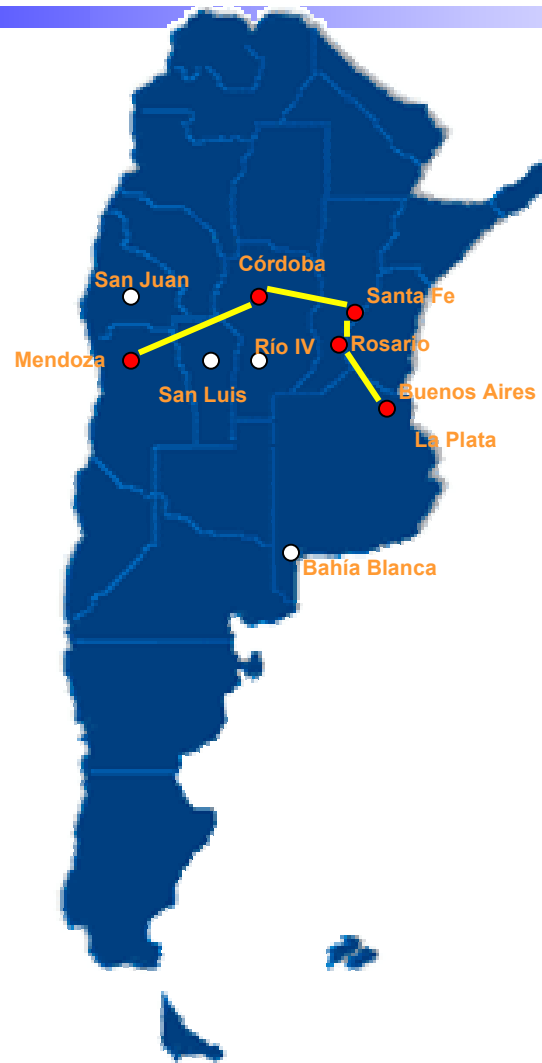 Córdoba
San Juan
Santa Fe
Rosario
Río IV
Mendoza
San Luis
Buenos Aires
La Plata
Bahía Blanca